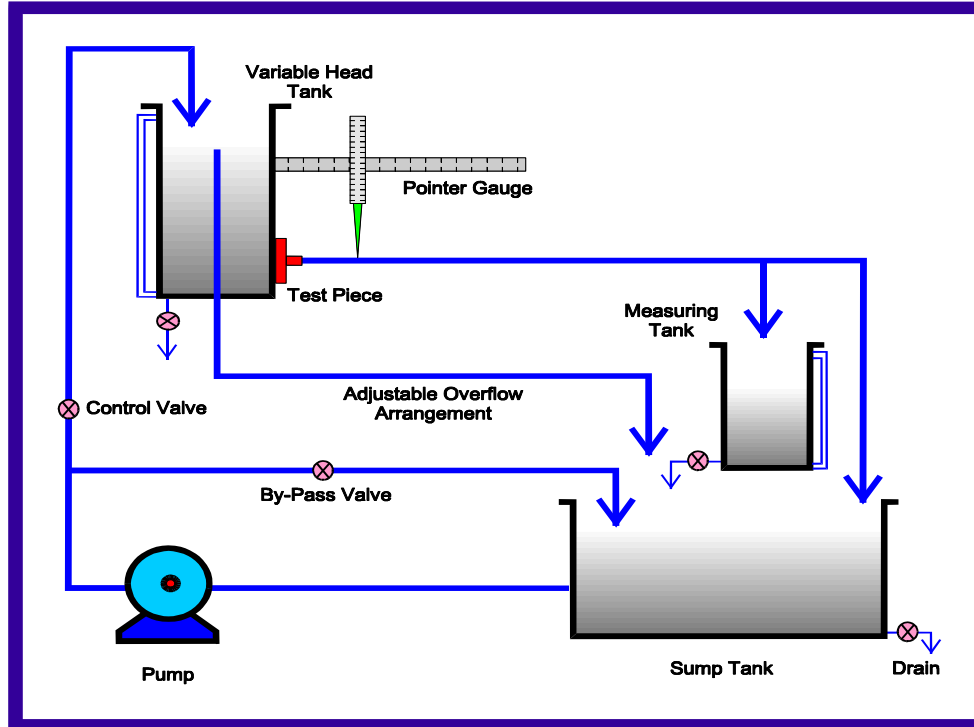 Variable Head
Tank
Pointer Gauge
Test Piece
Measuring
Tank
Adjustable Overflow
Arrangement
Control Valve
By-Pass Valve
Pump
Sump Tank
Drain